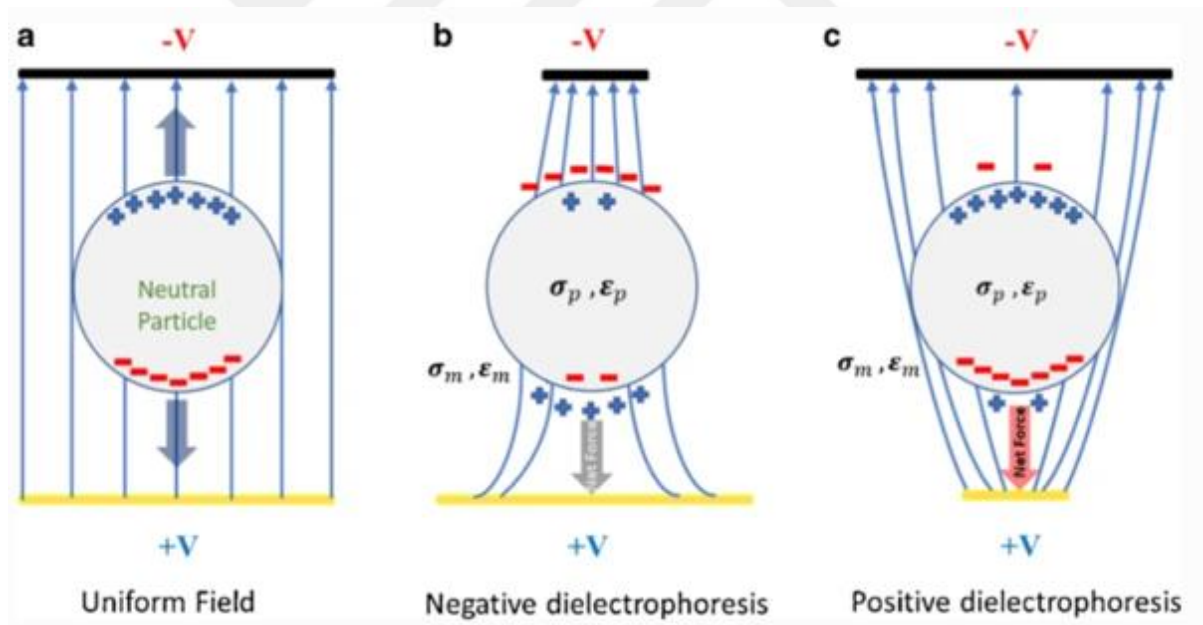 a
-V
Neutral
Particle
+V
Uniform Field
b
-V
σp ,εp
σm ,εm
Net Force
+V
Negative dielectrophoresis
c
-V
σp ,εp
σm ,εm
Net Force
+V
Positive dielectrophoresis